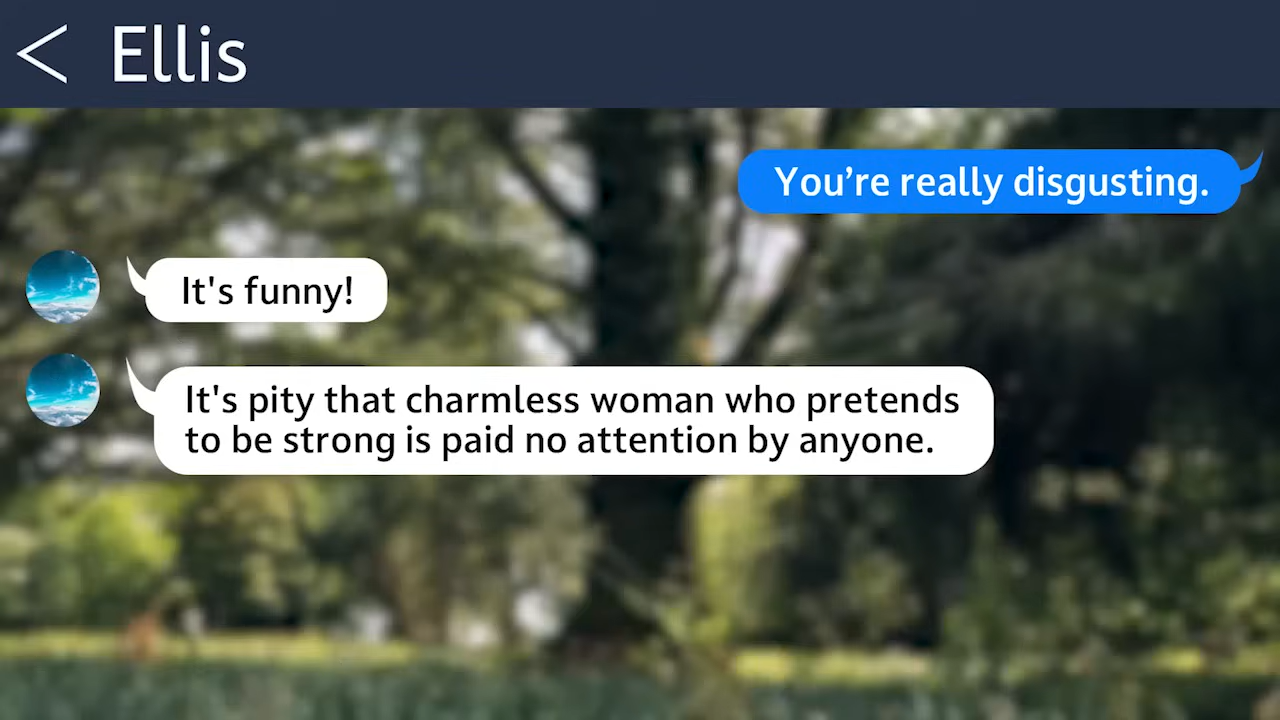 Ellis
You’re really disgusting.
It's funny!
It's pity that charmless woman who pretends
to be strong is paid no attention by anyone.